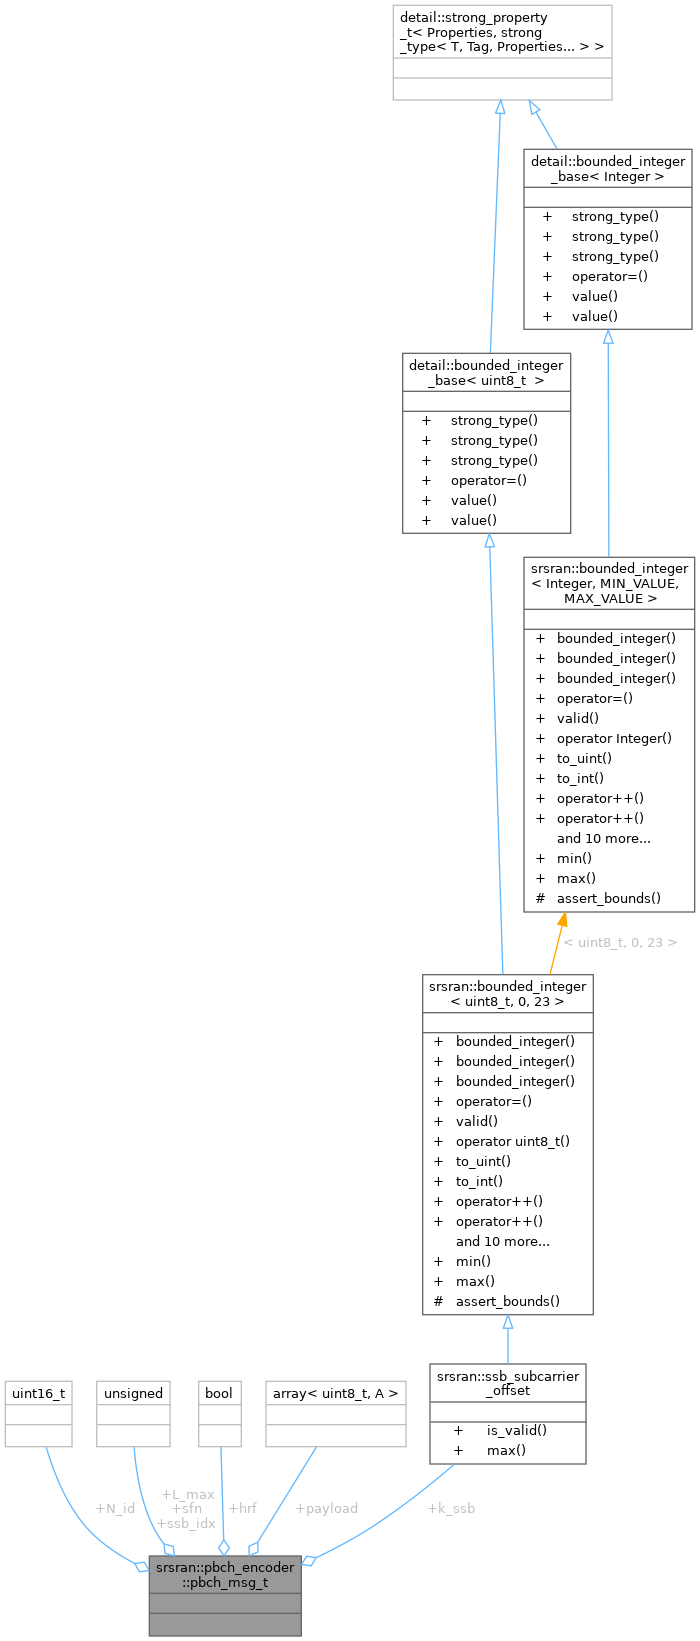 detail::strong_property
_t< Properties, strong
_type< T, Tag, Properties... > >
detail::bounded_integer
_base< Integer >
+ strong_type()
+ strong_type()
+ strong_type()
+ operator=()
+ value()
+ value()
detail::bounded_integer
_base< uint8_t  >
+ strong_type()
+ strong_type()
+ strong_type()
+ operator=()
+ value()
+ value()
srsran::bounded_integer
< Integer, MIN_VALUE,
MAX_VALUE >
+ bounded_integer()
+ bounded_integer()
+ bounded_integer()
+ operator=()
+ valid()
+ operator Integer()
+ to_uint()
+ to_int()
+ operator++()
+ operator++()
and 10 more...
+ min()
+ max()
# assert_bounds()
< uint8_t, 0, 23 >
srsran::bounded_integer
< uint8_t, 0, 23 >
+ bounded_integer()
+ bounded_integer()
+ bounded_integer()
+ operator=()
+ valid()
+ operator uint8_t()
+ to_uint()
+ to_int()
+ operator++()
+ operator++()
and 10 more...
+ min()
+ max()
# assert_bounds()
srsran::ssb_subcarrier
_offset
+ is_valid()
+ max()
uint16_t
unsigned
bool
array< uint8_t, A >
+N_id
+L_max
+sfn
+ssb_idx
+hrf
+payload
+k_ssb
srsran::pbch_encoder
::pbch_msg_t